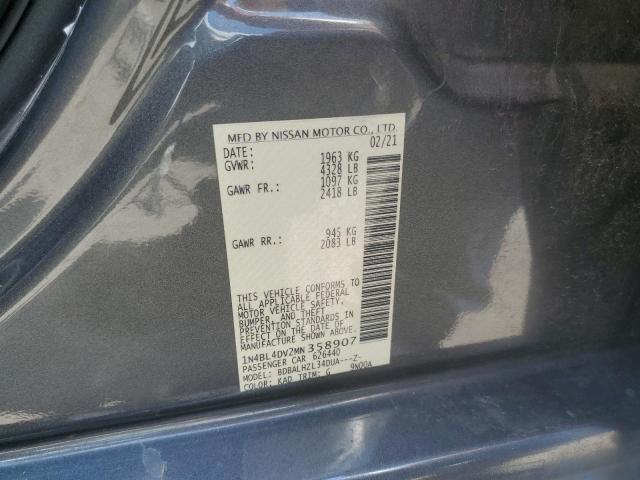 MFD BY NISSAN MOTOR CO., LTD.
DATE: 02/21
GVWR: 1963 KG
4328 LB
GAWR FR.: 1097 KG
2418 LB
GAWR RR.: 945 KG
2083 LB
THIS VEHICLE CONFORMS TO
ALL APPLICABLE FEDERAL
MOTOR VEHICLE SAFETY,
BUMPER, AND THEFT
PREVENTION STANDARDS IN
EFFECT ON THE DATE OF
MANUFACTURE SHOWN ABOVE
1N4BL4DV2MN358907
PASSENGER CAR 626440
MODEL: BDBALHZL34DUA---Z-
COLOR: KAD TRIM: G 9N00A